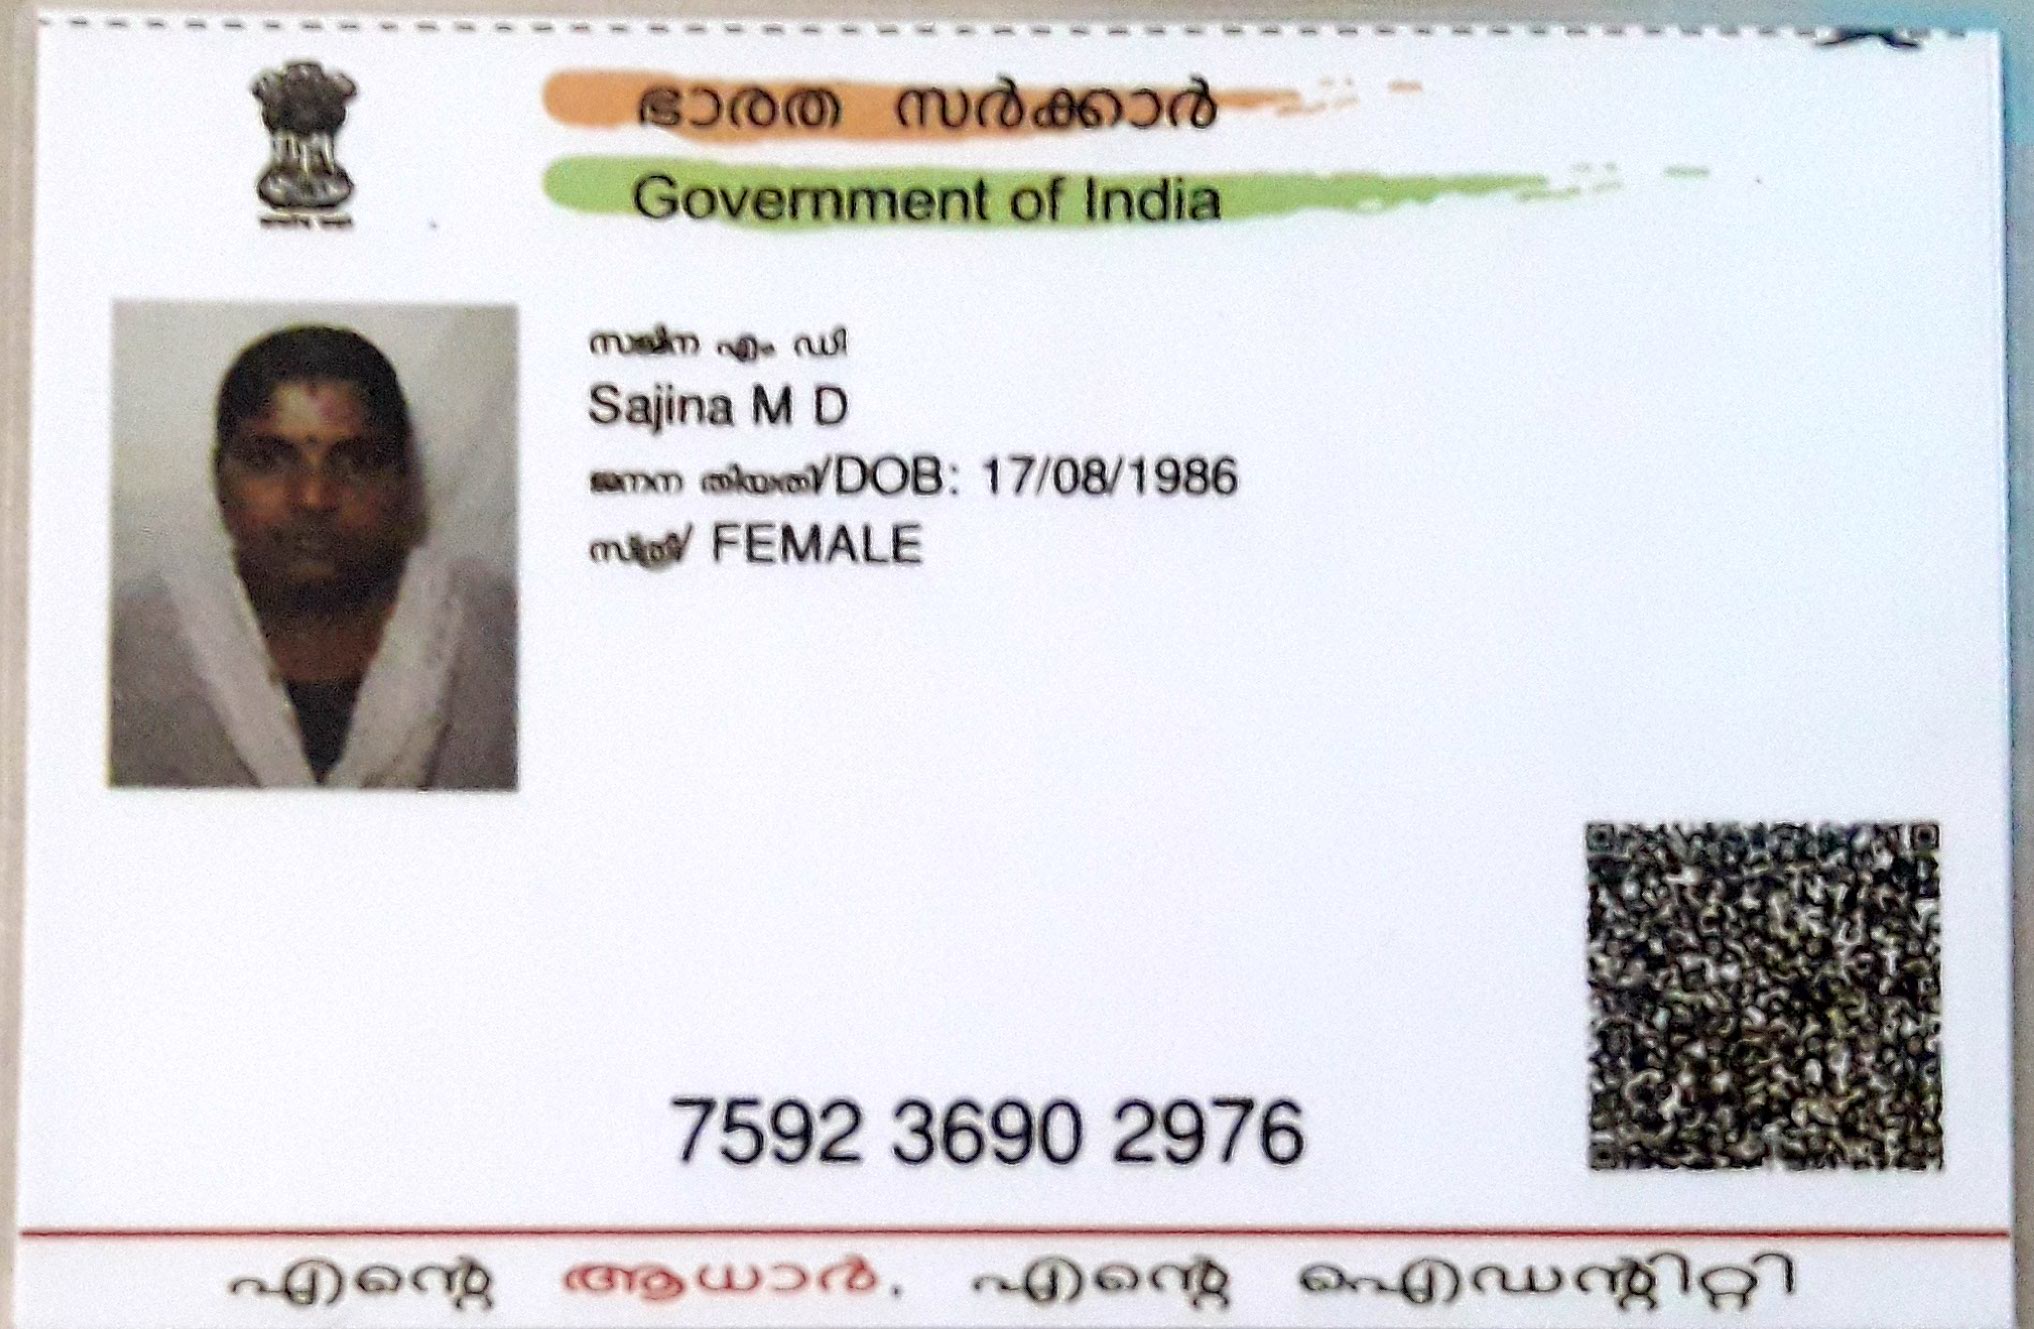 ഭാരത സർക്കാർ
Government of India
സജിന എം ഡി
Sajina M D
ജനന തിയതി/DOB: 17/08/1986
സ്ത്രീ/ FEMALE
7592 3690 2976
എന്റെ ആധാർ, എന്റെ ഐഡന്റിറ്റി